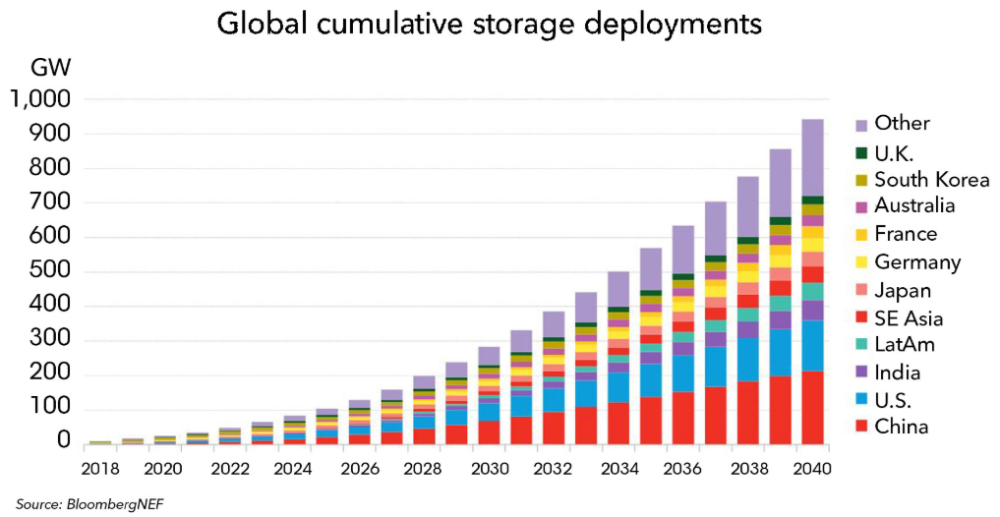 Global cumulative storage deployments
GW
1,000
900
800
700
600
500
400
300
200
100
0
2018 2020 2022 2024 2026 2028 2030 2032 2034 2036 2038 2040
Other
U.K.
South Korea
Australia
France
Germany
Japan
SE Asia
LatAm
India
U.S.
China
Source: BloombergNEF